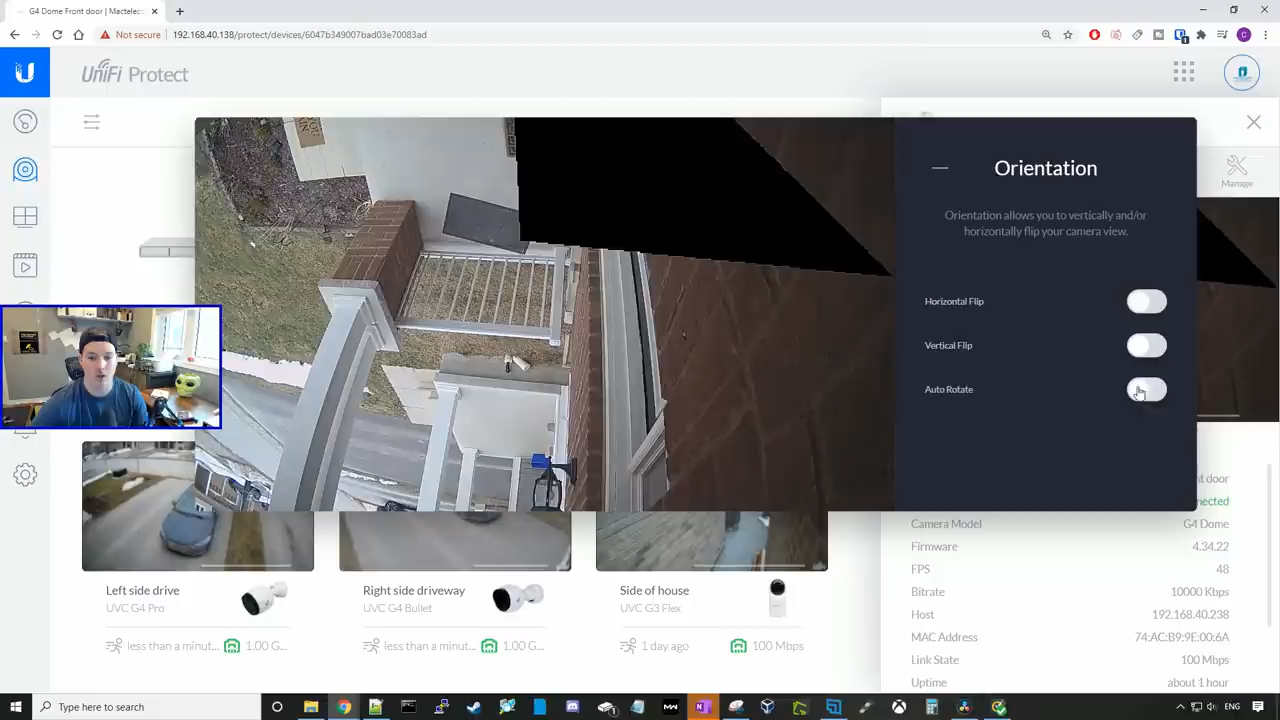 G4 Dome Front door | Mactelec
Not secure | 192.168.40.138/protect/devices/6047b349007bad03e70083ad
UniFi Protect
Manage
Orientation
Orientation allows you to vertically and/or
horizontally flip your camera view.
Horizontal Flip
Vertical Flip
Auto Rotate
nt door
nected
Camera Model G4 Dome
Firmware 4.34.22
FPS 48
Bitrate 10000 Kbps
Host 192.168.40.238
MAC Address 74:AC:B9:9E:00:6A
Link State 100 Mbps
Uptime about 1 hour
Left side drive
UVC G4 Pro
less than a minut... 1.00 G...
Right side driveway
UVC G4 Bullet
less than a minut... 1.00 G...
Side of house
UVC G3 Flex
1 day ago 100 Mbps
Type here to search
ENG